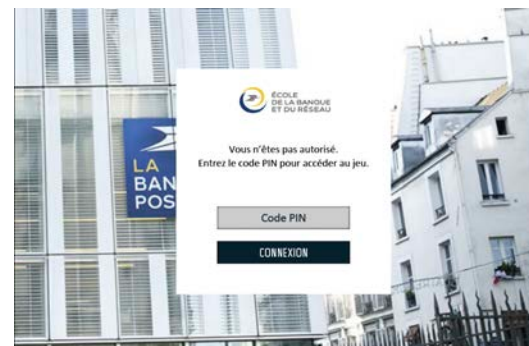 ÉCOLE
DE LA BANQUE
ET DU RÉSEAU
Vous n'êtes pas autorisé.
Entrez le code PIN pour accéder au jeu.
Code PIN
CONNEXION
LA
BAN
POS